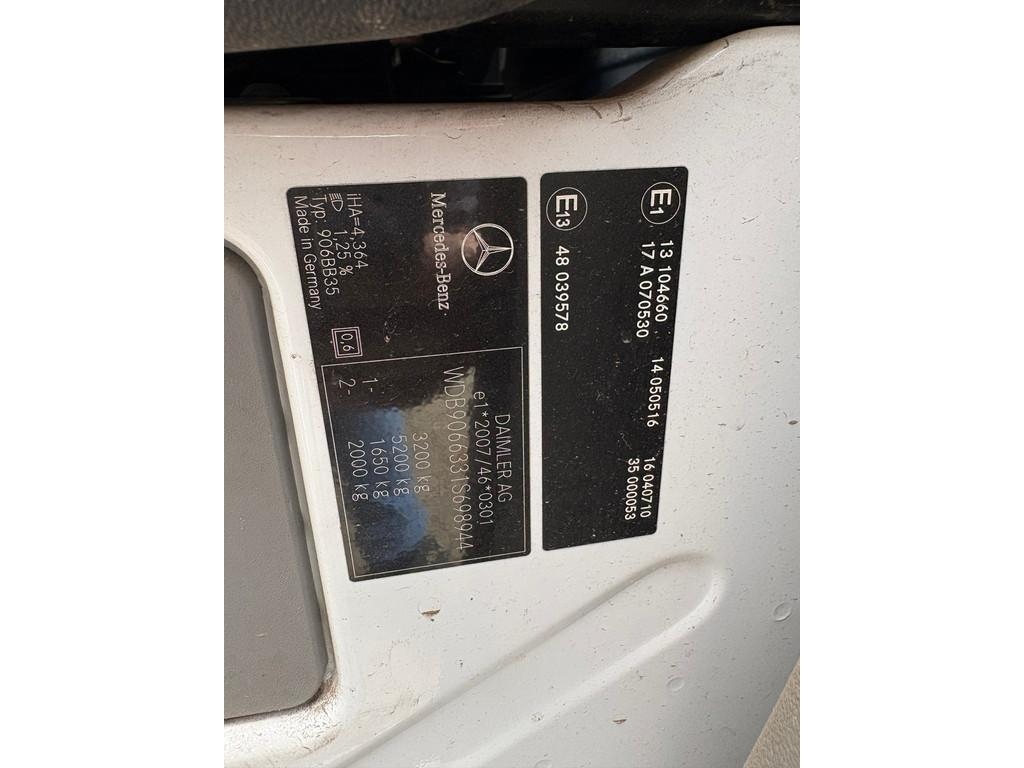 Mercedes-Benz
iHA=4,364
1,25 %
Typ: 906BB35
Made in Germany
0,6
DAIMLER AG
e1*2007/46*0301
WDB9066331S698944
3200 kg
5200 kg
1- 1650 kg
2- 2000 kg
E1 13 104660 14 050516 16 040710
17 A 070530 35 000053
E13 48 039578